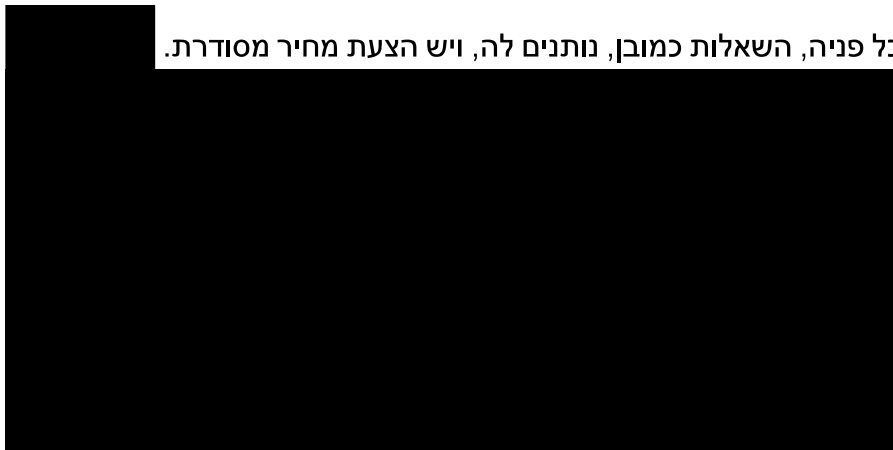 כל פניה, השאלות כמובן, נותנים לה, ויש הצעת מחיר מסודרת.